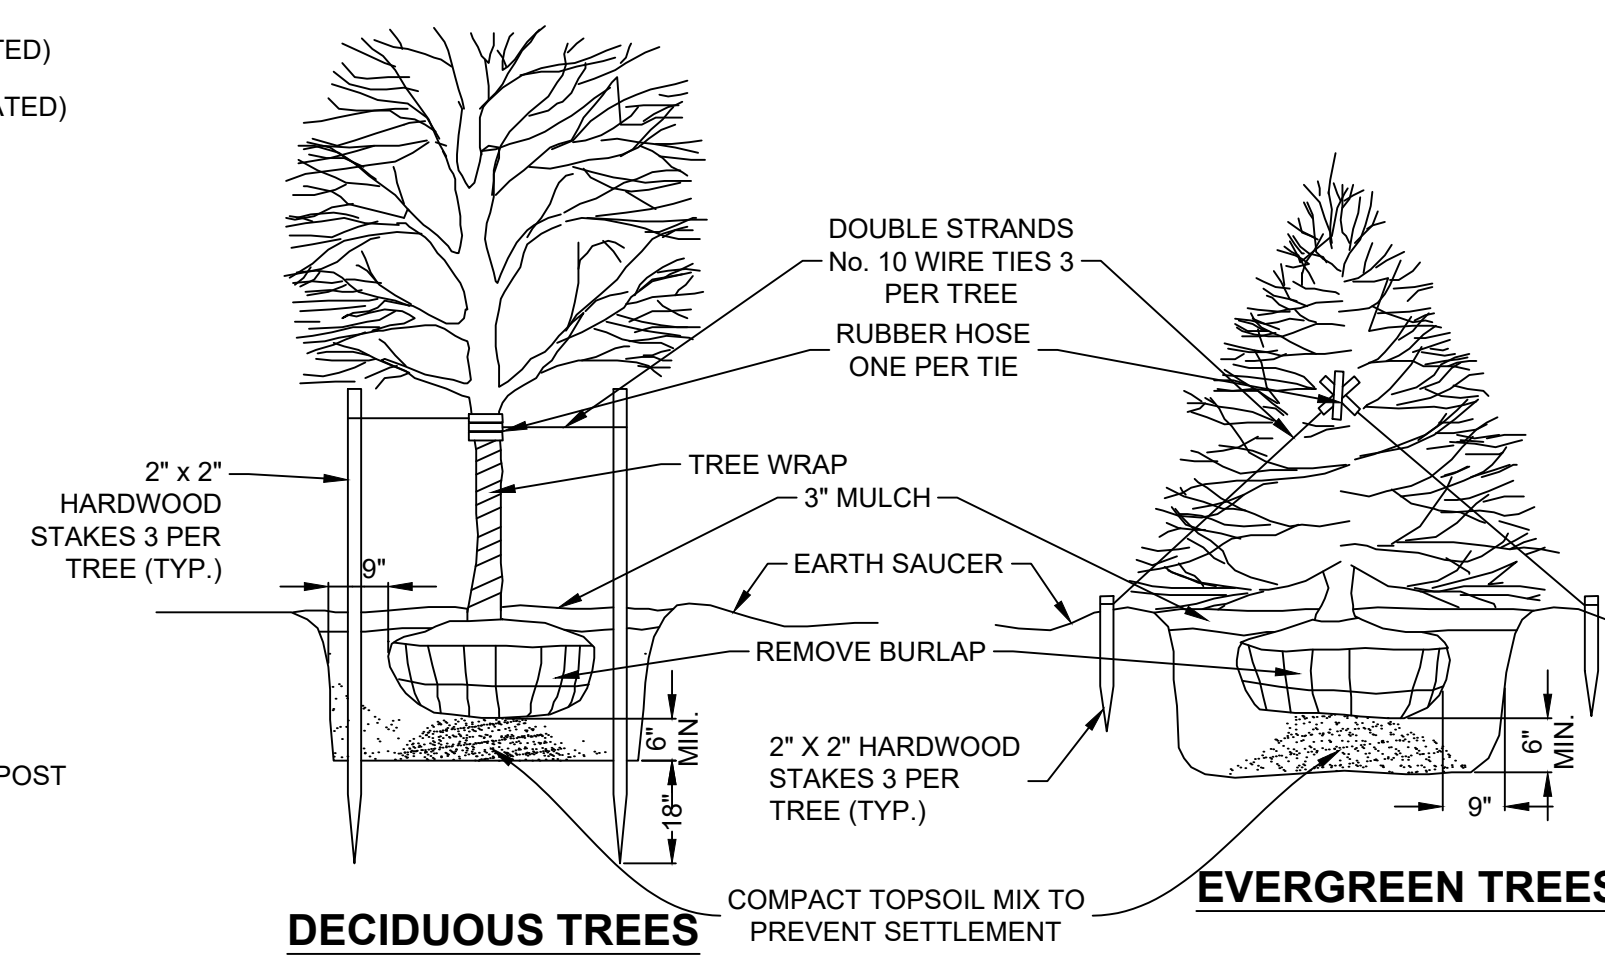 TED)
ATED)
POST
2" x 2"
HARDWOOD
STAKES 3 PER
TREE (TYP.)
9"
DOUBLE STRANDS
No. 10 WIRE TIES 3
PER TREE
RUBBER HOSE
ONE PER TIE
TREE WRAP
3" MULCH
EARTH SAUCER
REMOVE BURLAP
6"
MIN.
18"
2" X 2" HARDWOOD
STAKES 3 PER
TREE (TYP.)
6"
MIN.
9"
COMPACT TOPSOIL MIX TO
PREVENT SETTLEMENT
DECIDUOUS TREES
EVERGREEN TREES